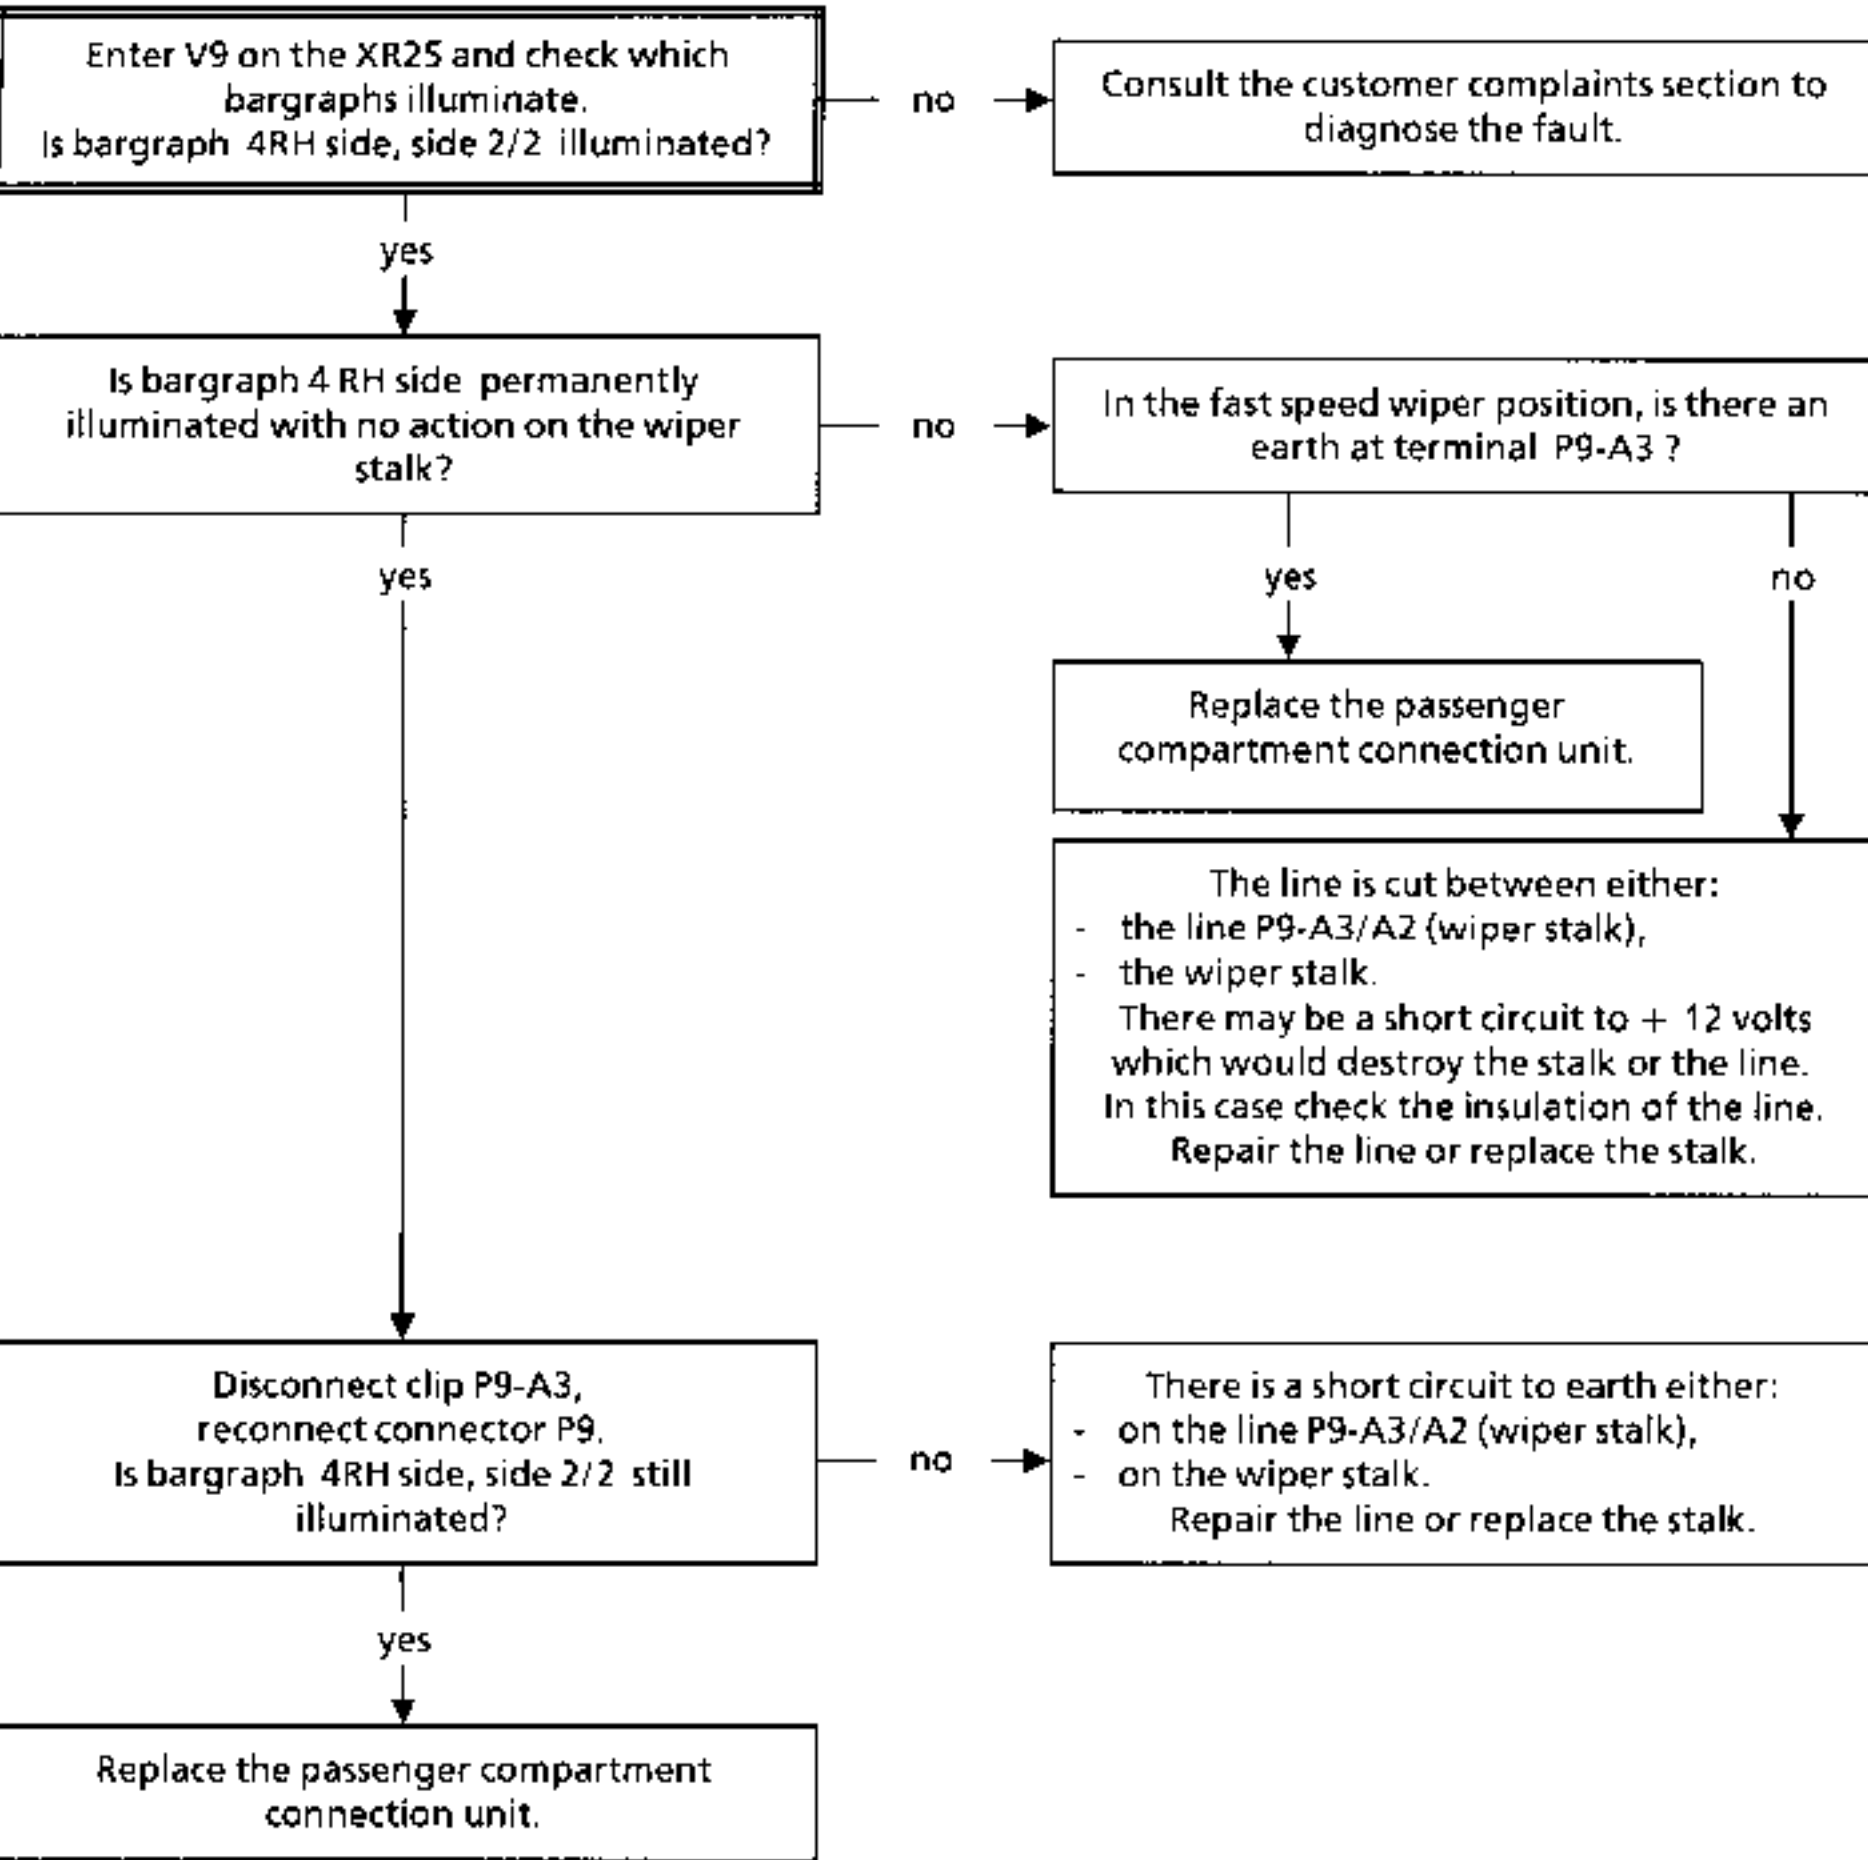 Enter V9 on the XR25 and check which
bargraphs illuminate.
Is bargraph 4RH side, side 2/2 illuminated?
no
Consult the customer complaints section to
diagnose the fault.
yes
Is bargraph 4 RH side permanently
illuminated with no action on the wiper
stalk?
no
In the fast speed wiper position, is there an
earth at terminal P9-A3 ?
yes
yes
no
Replace the passenger
compartment connection unit.
The line is cut between either:
- the line P9-A3/A2 (wiper stalk),
- the wiper stalk.
There may be a short circuit to + 12 volts
which would destroy the stalk or the line.
In this case check the insulation of the line.
Repair the line or replace the stalk.
Disconnect clip P9-A3,
reconnect connector P9.
Is bargraph 4RH side, side 2/2 still
illuminated?
no
There is a short circuit to earth either:
- on the line P9-A3/A2 (wiper stalk),
- on the wiper stalk.
Repair the line or replace the stalk.
yes
Replace the passenger compartment
connection unit.